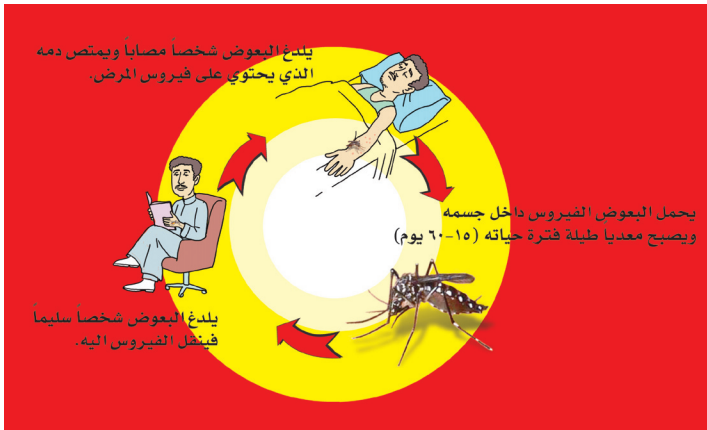 يلدغ البعوض شخصاً مصاباً ويمتص دمه
الذي يحتوي على فيروس المرض.
يحمل البعوض الفيروس داخل جسمه
ويصبح معديا طيلة فترة حياته (١٥-٦٠ يوم)
يلدغ البعوض شخصاً سليماً
فينقل الفيروس اليه.